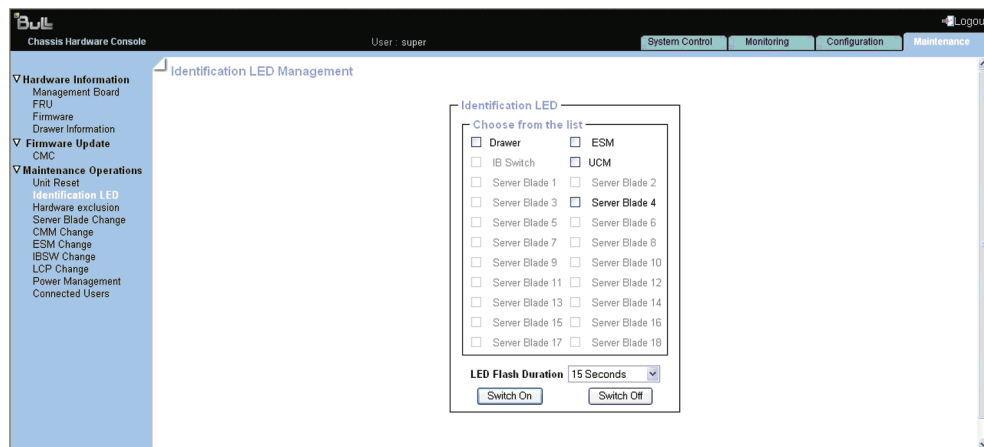 Bull
Logou
Chassis Hardware Console
User : super
System Control
Monitoring
Configuration
Maintenance
Hardware Information
Management Board
FRU
Firmware
Drawer Information
Firmware Update
CMC
Maintenance Operations
Unit Reset
Identification LED
Hardware exclusion
Server Blade Change
CMM Change
ESM Change
IBSW Change
LCP Change
Power Management
Connected Users
Identification LED Management
Identification LED
Choose from the list
Drawer ESM
IB Switch UCM
Server Blade 1 Server Blade 2
Server Blade 3 Server Blade 4
Server Blade 5 Server Blade 6
Server Blade 7 Server Blade 8
Server Blade 9 Server Blade 10
Server Blade 11 Server Blade 12
Server Blade 13 Server Blade 14
Server Blade 15 Server Blade 16
Server Blade 17 Server Blade 18
LED Flash Duration 15 Seconds
Switch On Switch Off